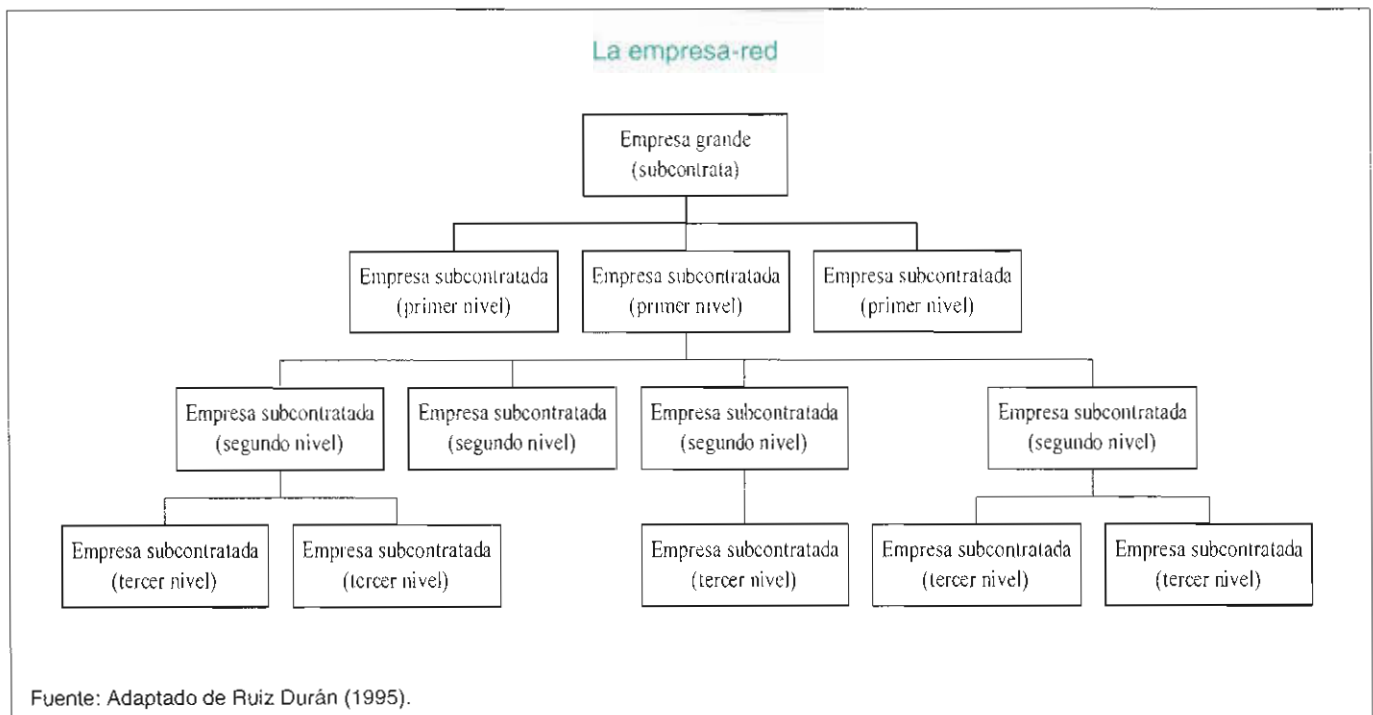 La empresa-red
Empresa grande
(subcontrata)
Empresa subcontratada
(primer nivel)
Empresa subcontratada
(primer nivel)
Empresa subcontratada
(primer nivel)
Empresa subcontratada
(segundo nivel)
Empresa subcontratada
(segundo nivel)
Empresa subcontratada
(segundo nivel)
Empresa subcontratada
(segundo nivel)
Empresa subcontratada
(tercer nivel)
Empresa subcontratada
(tercer nivel)
Empresa subcontratada
(tercer nivel)
Empresa subcontratada
(tercer nivel)
Empresa subcontratada
(tercer nivel)
Fuente: Adaptado de Ruiz Durán (1995).